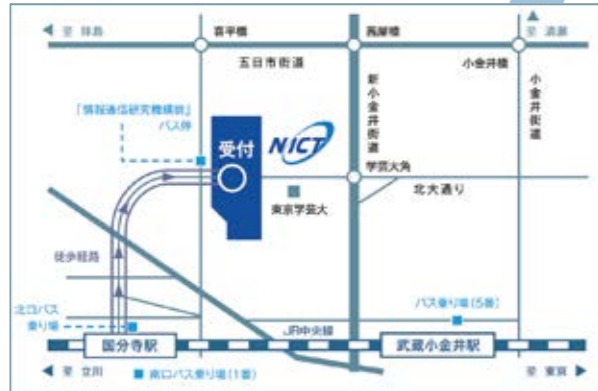 至 拝島
喜平橋
茜屋橋
至 清瀬
五日市街道
小金井橋
「情報通信研究機構前」
バス停
新小金井街道
小金井街道
受付
NICT
学芸大角
東京学芸大
北大通り
徒歩経路
北口バス
乗り場
バス乗り場(5番)
JR中央線
国分寺駅
武蔵小金井駅
至 立川
南口バス乗り場(1番)
至 東京